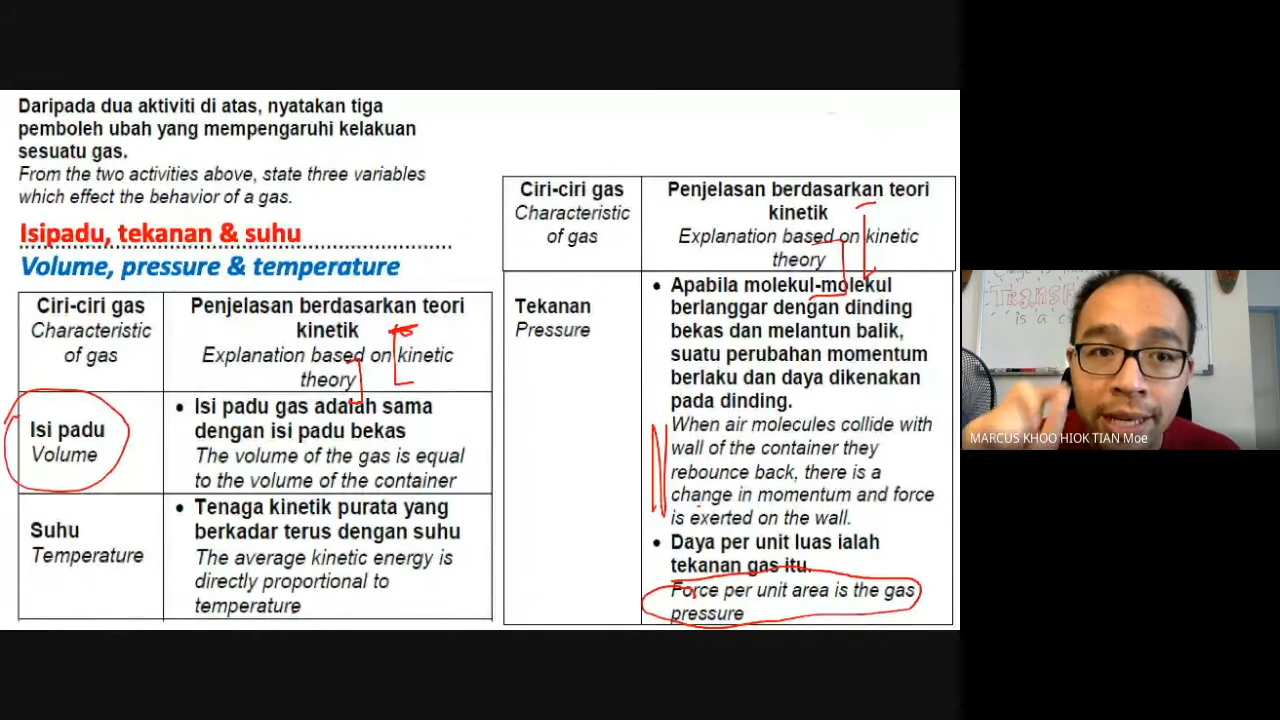 Daripada dua aktiviti di atas, nyatakan tiga
pemboleh ubah yang mempengaruhi kelakuan
sesuatu gas.
From the two activities above, state three variables
which effect the behavior of a gas.
Isipadu, tekanan & suhu
Volume, pressure & temperature
Ciri-ciri gas
Characteristic
of gas
Penjelasan berdasarkan teori
kinetik
Explanation based on kinetic
theory
Isi padu
Volume
• Isi padu gas adalah sama
dengan isi padu bekas
The volume of the gas is equal
to the volume of the container
Suhu
Temperature
• Tenaga kinetik purata yang
berkadar terus dengan suhu
The average kinetic energy is
directly proportional to
temperature
Ciri-ciri gas
Characteristic
of gas
Penjelasan berdasarkan teori
kinetik
Explanation based on kinetic
theory
Tekanan
Pressure
• Apabila molekul-molekul
berlanggar dengan dinding
bekas dan melantun balik,
suatu perubahan momentum
berlaku dan daya dikenakan
pada dinding.
When air molecules collide with
wall of the container they
rebounce back, there is a
change in momentum and force
is exerted on the wall.
• Daya per unit luas ialah
tekanan gas itu.
Force per unit area is the gas
pressure
is a c
MARCUS KHOO HIOK TIAN Moe